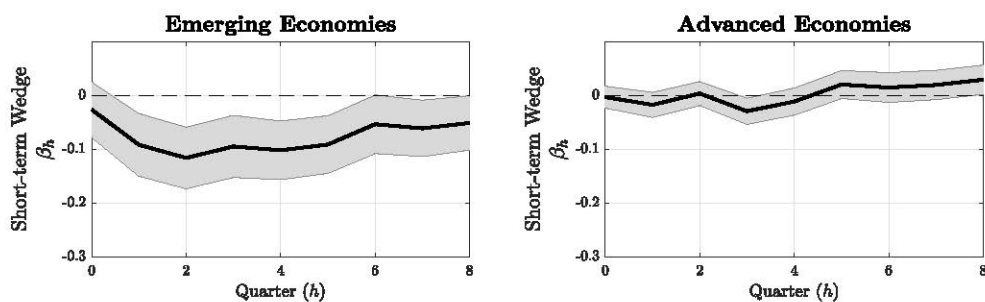 Emerging Economies
Short-term Wedge
βh
0
-0.1
-0.2
-0.3
0
2
4
6
8
Quarter (h)
Advanced Economies
Short-term Wedge
βh
0
-0.1
-0.2
-0.3
0
2
4
6
8
Quarter (h)